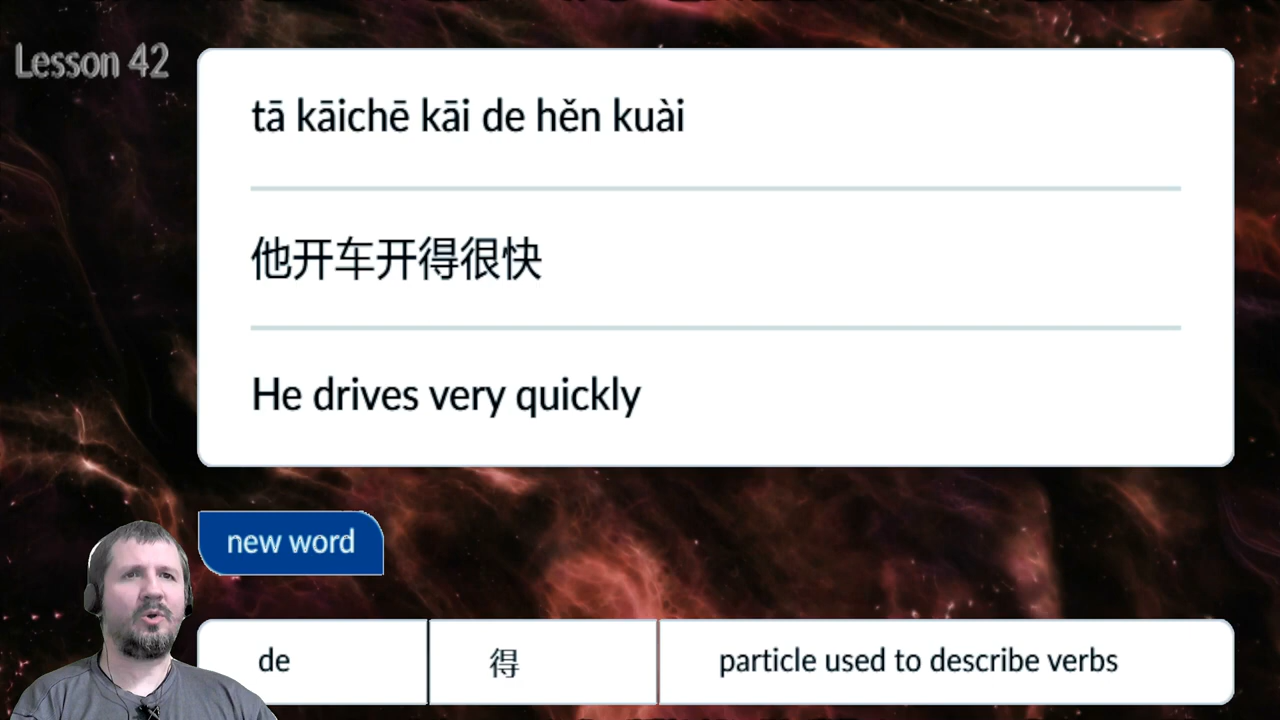 Lesson 42
tā kāichē kāi de hěn kuài
他开车开得很快
He drives very quickly
new word
de 得 particle used to describe verbs